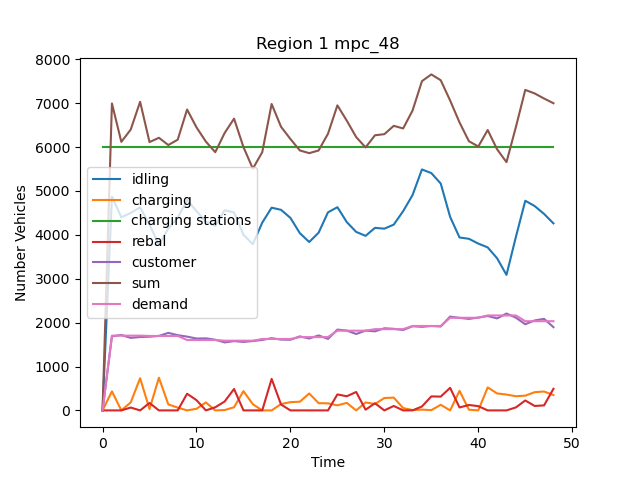 Region 1 mpc_48
Number Vehicles
8000
7000
6000
5000
4000
3000
2000
1000
0
idling
charging
charging stations
rebal
customer
sum
demand
0 10 20 30 40 50
Time